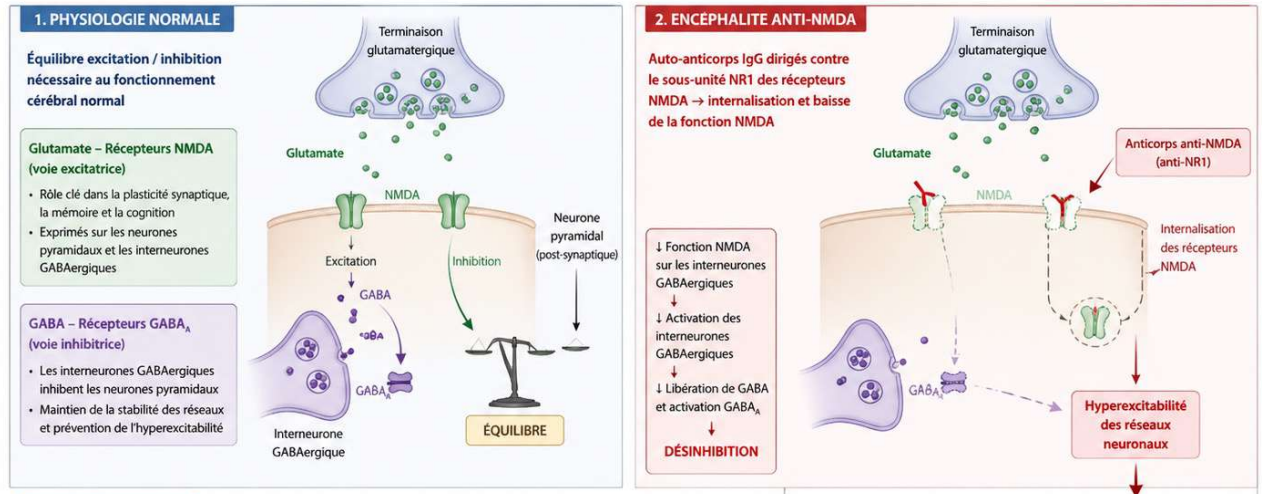 1. PHYSIOLOGIE NORMALE
Équilibre excitation / inhibition
nécessaire au fonctionnement
cérébral normal
Glutamate – Récepteurs NMDA
(voie excitatrice)
• Rôle clé dans la plasticité synaptique,
la mémoire et la cognition
• Exprimés sur les neurones
pyramidaux et les interneurones
GABAergiques
GABA – Récepteurs GABA_A
(voie inhibitrice)
• Les interneurones GABAergiques
inhibent les neurones pyramidaux
• Maintien de la stabilité des réseaux
et prévention de l'hyperexcitabilité
Terminaison
glutamatergique
Glutamate
NMDA
Neurone
pyramidal
(post-synaptique)
Excitation
Inhibition
GABA
GABA_A
Interneurone
GABAergique
ÉQUILIBRE
2. ENCÉPHALITE ANTI-NMDA
Auto-anticorps IgG dirigés contre
le sous-unité NR1 des récepteurs
NMDA → internalisation et baisse
de la fonction NMDA
Terminaison
glutamatergique
Glutamate
NMDA
Anticorps anti-NMDA
(anti-NR1)
Internalisation
des récepteurs
NMDA
↓ Fonction NMDA
sur les interneurones
GABAergiques
↓ Activation des
interneurones
GABAergiques
↓ Libération de GABA
et activation GABA_A
DÉSINHIBITION
GABA_A
Hyperexcitabilité
des réseaux
neuronaux